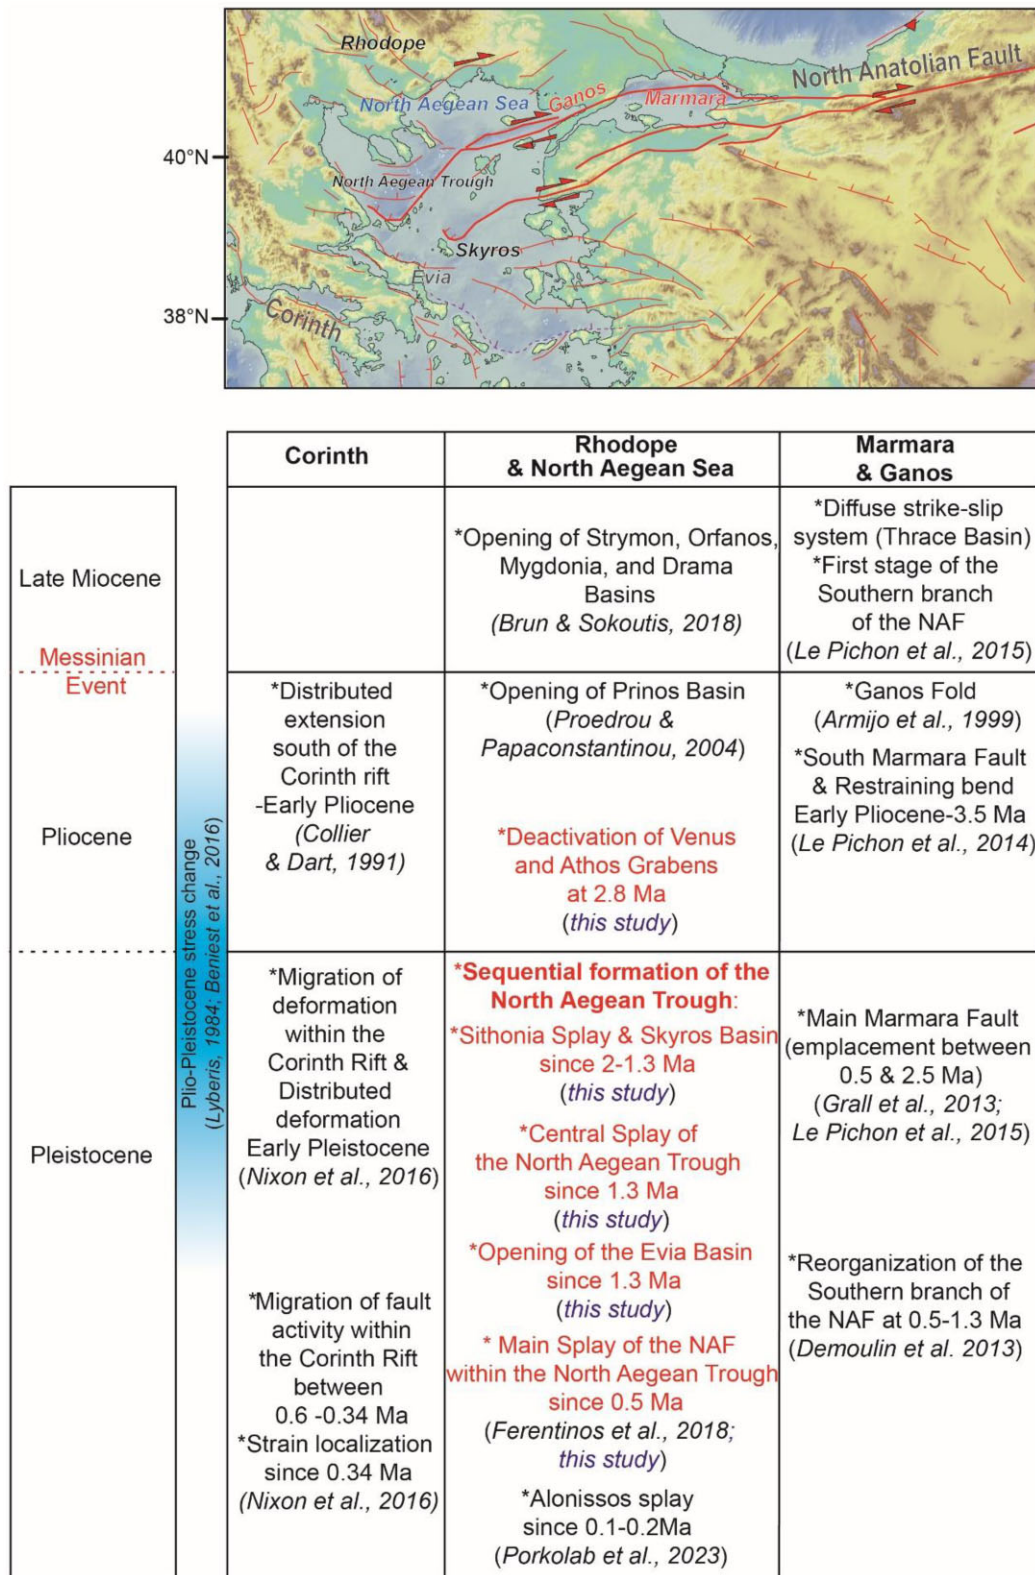 Rhodope
North Aegean Sea
Ganos
Marmara
North Anatolian Fault
40°N
North Aegean Trough
Skyros
Evia
38°N
Corinth
Corinth
Rhodope
& North Aegean Sea
Marmara
& Ganos
Late Miocene
Messinian
Event
Pliocene
Pleistocene
Plio-Pleistocene stress change
(Lyberis, 1984; Beniest et al., 2016)
*Opening of Strymon, Orfanos,
Mygdonia, and Drama
Basins
(Brun & Sokoutis, 2018)
*Diffuse strike-slip
system (Thrace Basin)
*First stage of the
Southern branch
of the NAF
(Le Pichon et al., 2015)
*Distributed
extension
south of the
Corinth rift
-Early Pliocene
(Collier
& Dart, 1991)
*Opening of Prinos Basin
(Proedrou &
Papaconstantinou, 2004)
*Deactivation of Venus
and Athos Grabens
at 2.8 Ma
(this study)
*Ganos Fold
(Armijo et al., 1999)
*South Marmara Fault
& Restraining bend
Early Pliocene-3.5 Ma
(Le Pichon et al., 2014)
*Migration of
deformation
within the
Corinth Rift &
Distributed
deformation
Early Pleistocene
(Nixon et al., 2016)
*Migration of fault
activity within
the Corinth Rift
between
0.6 -0.34 Ma
*Strain localization
since 0.34 Ma
(Nixon et al., 2016)
*Sequential formation of the
North Aegean Trough:
*Sithonia Splay & Skyros Basin
since 2-1.3 Ma
(this study)
*Central Splay of
the North Aegean Trough
since 1.3 Ma
(this study)
*Opening of the Evia Basin
since 1.3 Ma
(this study)
* Main Splay of the NAF
within the North Aegean Trough
since 0.5 Ma
(Ferentinos et al., 2018;
this study)
*Alonissos splay
since 0.1-0.2Ma
(Porkolab et al., 2023)
*Main Marmara Fault
(emplacement between
0.5 & 2.5 Ma)
(Grall et al., 2013;
Le Pichon et al., 2015)
*Reorganization of the
Southern branch of
the NAF at 0.5-1.3 Ma
(Demoulin et al. 2013)